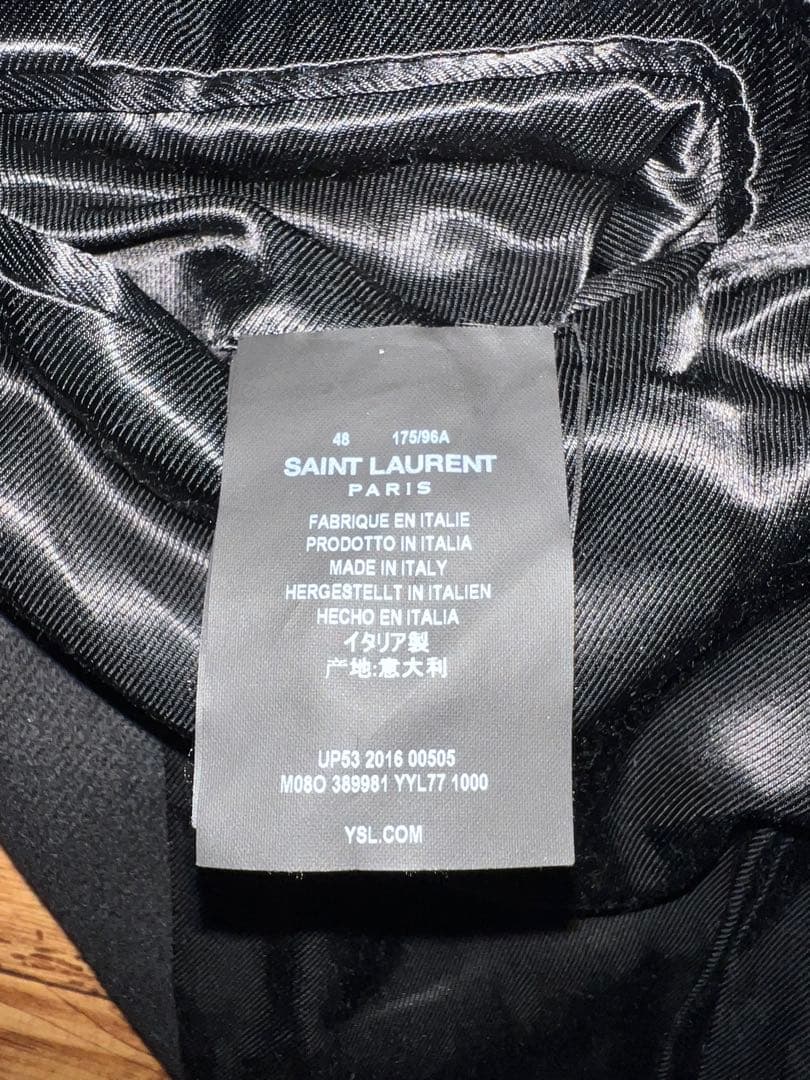 48 175/96A
SAINT LAURENT
PARIS
FABRIQUE EN ITALIE
PRODOTTO IN ITALIA
MADE IN ITALY
HERGESTELLT IN ITALIEN
HECHO EN ITALIA
イタリア製
产地:意大利
UP53 2016 00505
M08O 389981 YYL77 1000
YSL.COM